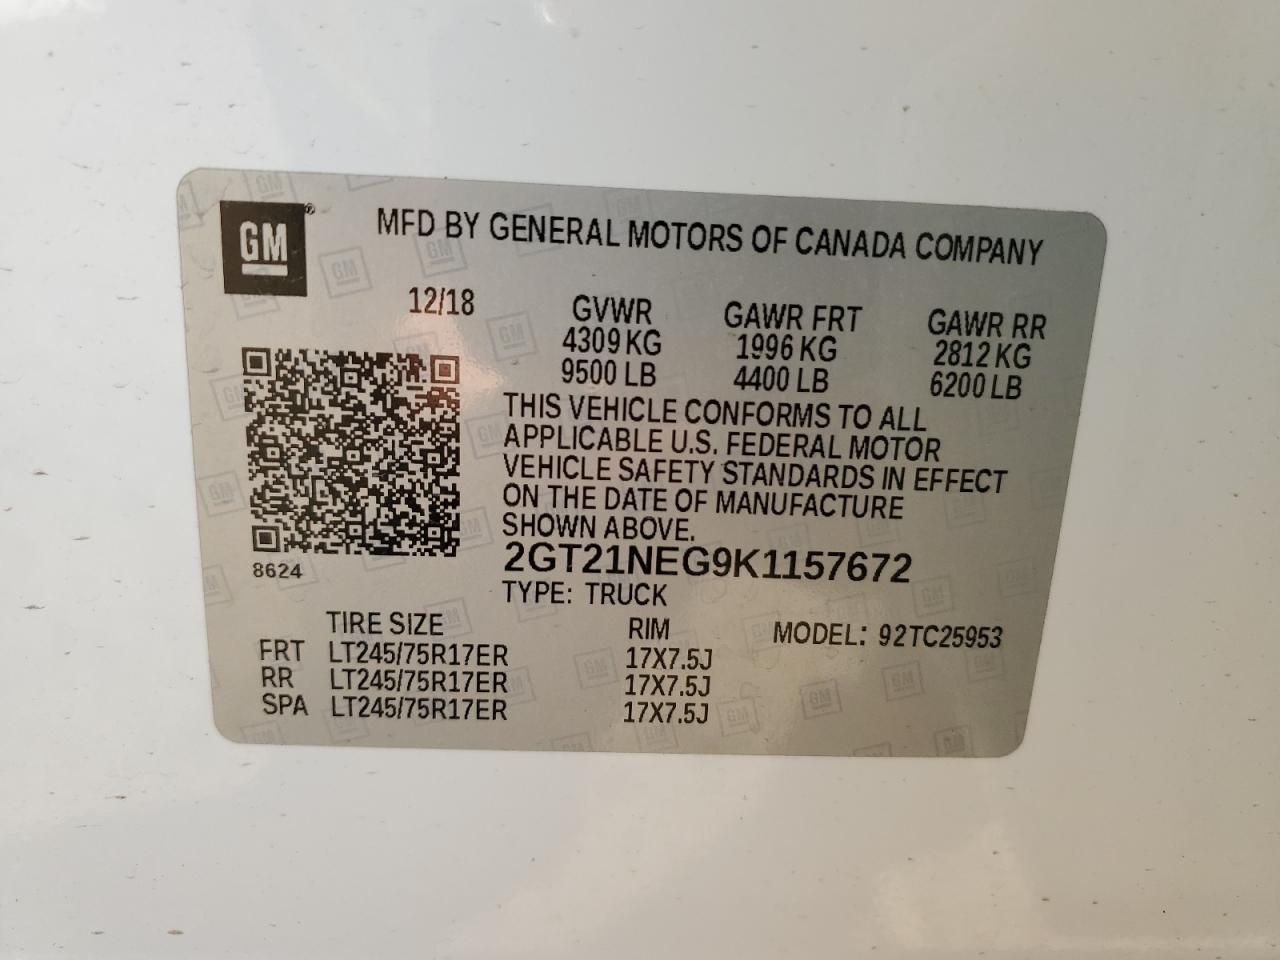 GM®
MFD BY GENERAL MOTORS OF CANADA COMPANY
12/18 GVWR GAWR FRT GAWR RR
4309 KG 1996 KG 2812 KG
9500 LB 4400 LB 6200 LB
THIS VEHICLE CONFORMS TO ALL
APPLICABLE U.S. FEDERAL MOTOR
VEHICLE SAFETY STANDARDS IN EFFECT
ON THE DATE OF MANUFACTURE
SHOWN ABOVE.
8624
2GT21NEG9K1157672
TYPE: TRUCK
TIRE SIZE RIM MODEL: 92TC25953
FRT LT245/75R17ER 17X7.5J
RR LT245/75R17ER 17X7.5J
SPA LT245/75R17ER 17X7.5J